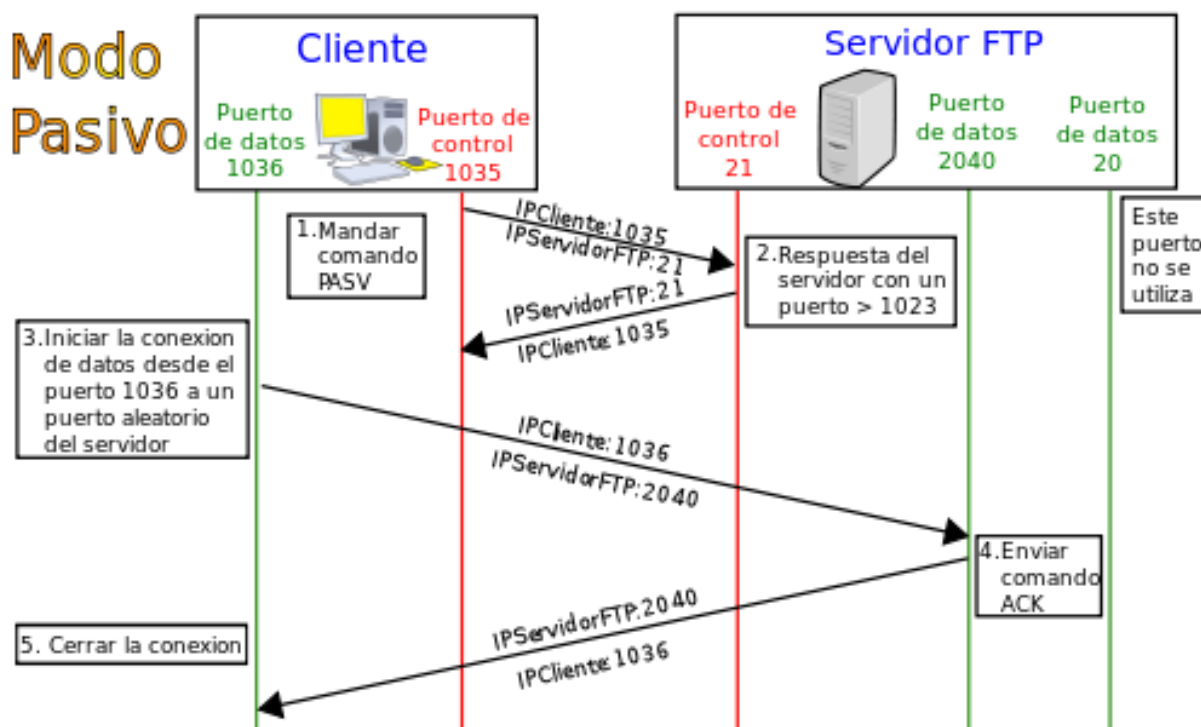 Modo
Pasivo
Cliente
Puerto
de datos
1036
Puerto de
control
1035
Servidor FTP
Puerto de
control
21
Puerto
de datos
2040
Puerto
de datos
20
1.Mandar
comando
PASV
IPCliente:1035
IPServidorFTP:21
2.Respuesta del
servidor con un
puerto > 1023
Este
puerto
no se
utiliza
IPServidorFTP:21
IPCliente:1035
3.Iniciar la conexion
de datos desde el
puerto 1036 a un
puerto aleatorio
del servidor
IPCliente:1036
IPServidorFTP:2040
4.Enviar
comando
ACK
IPServidorFTP:2040
IPCliente:1036
5. Cerrar la conexion